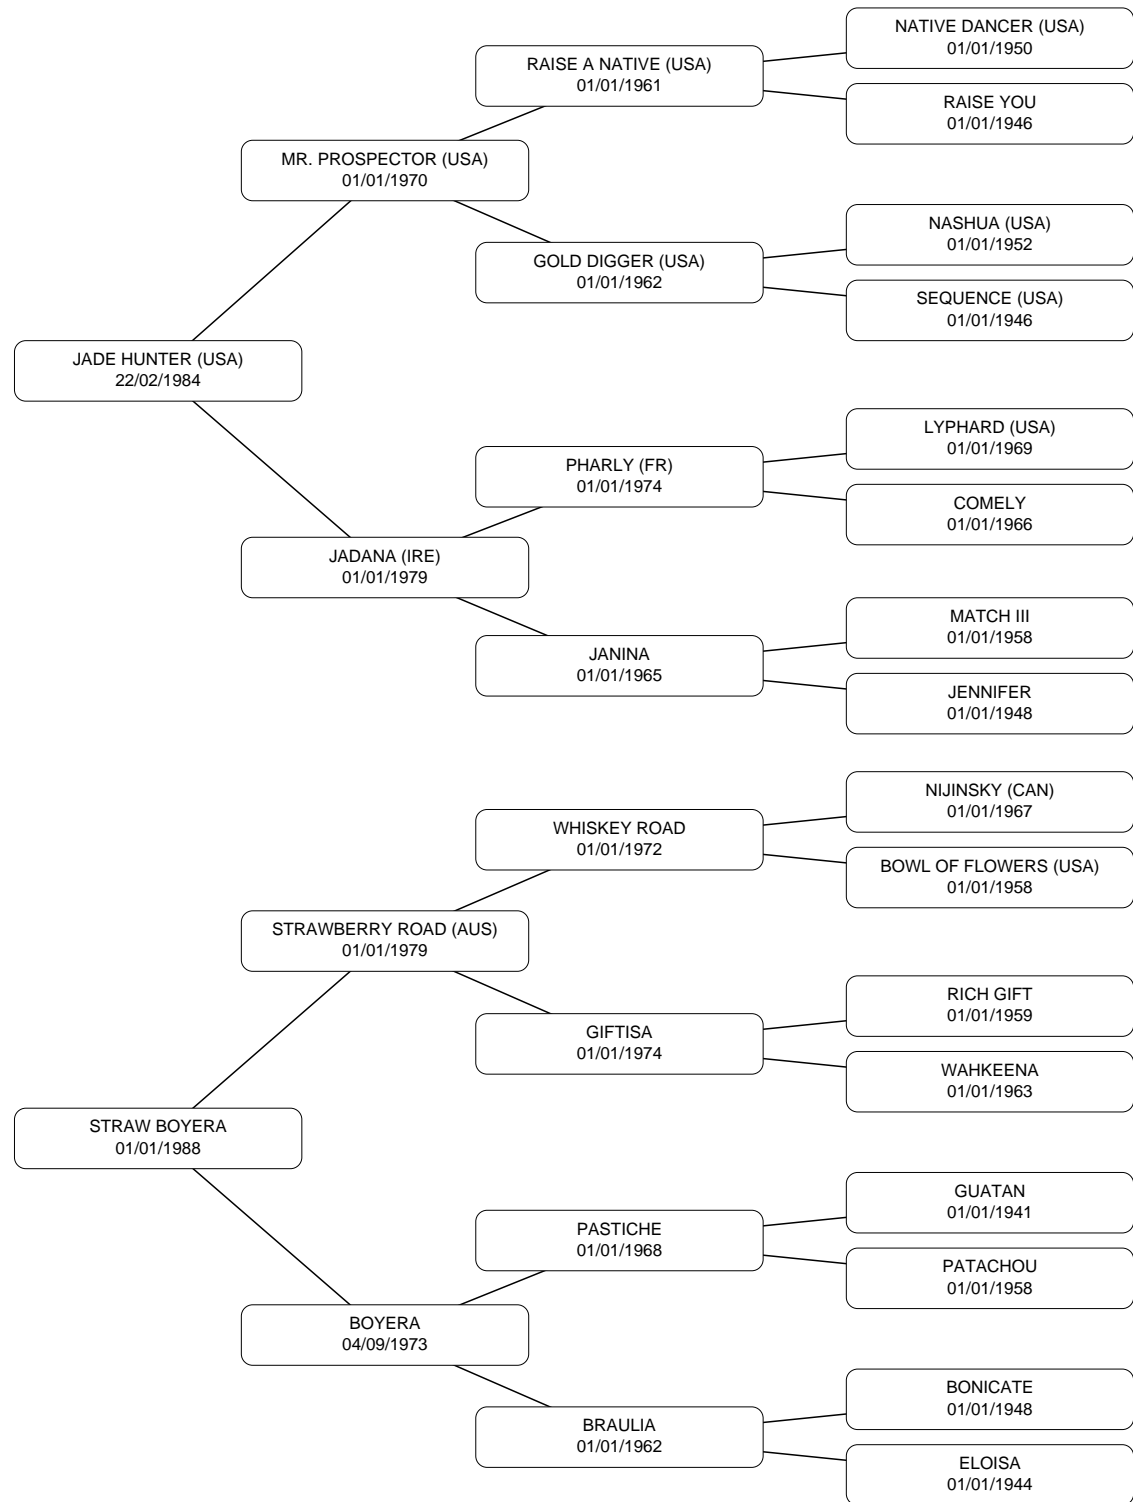 NATIVE DANCER (USA)
01/01/1950
RAISE A NATIVE (USA)
01/01/1961
RAISE YOU
01/01/1946
MR. PROSPECTOR (USA)
01/01/1970
NASHUA (USA)
01/01/1952
GOLD DIGGER (USA)
01/01/1962
SEQUENCE (USA)
01/01/1946
JADE HUNTER (USA)
22/02/1984
LYPHARD (USA)
01/01/1969
PHARLY (FR)
01/01/1974
COMELY
01/01/1966
JADANA (IRE)
01/01/1979
MATCH III
01/01/1958
JANINA
01/01/1965
JENNIFER
01/01/1948
NIJINSKY (CAN)
01/01/1967
WHISKEY ROAD
01/01/1972
BOWL OF FLOWERS (USA)
01/01/1958
STRAWBERRY ROAD (AUS)
01/01/1979
RICH GIFT
01/01/1959
GIFTISA
01/01/1974
WAHKEENA
01/01/1963
STRAW BOYERA
01/01/1988
GUATAN
01/01/1941
PASTICHE
01/01/1968
PATACHOU
01/01/1958
BOYERA
04/09/1973
BONICATE
01/01/1948
BRAULIA
01/01/1962
ELOISA
01/01/1944